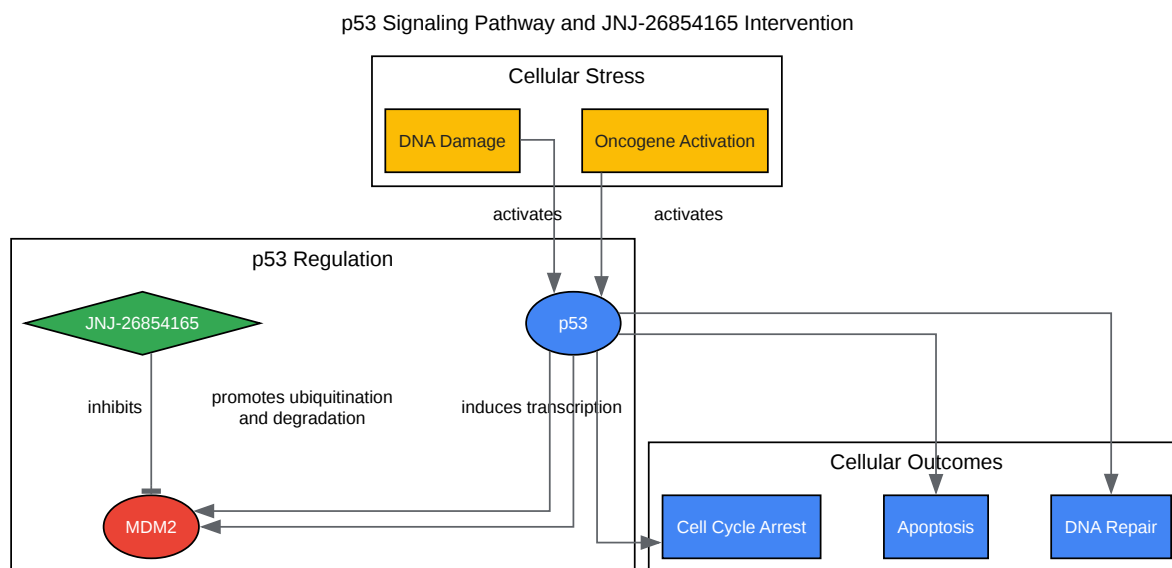 p53 Signaling Pathway and JNJ-26854165 Intervention
Cellular Stress
DNA Damage
Oncogene Activation
activates
activates
p53 Regulation
JNJ-26854165
p53
inhibits
promotes ubiquitination
and degradation
induces transcription
Cellular Outcomes
MDM2
Cell Cycle Arrest
Apoptosis
DNA Repair